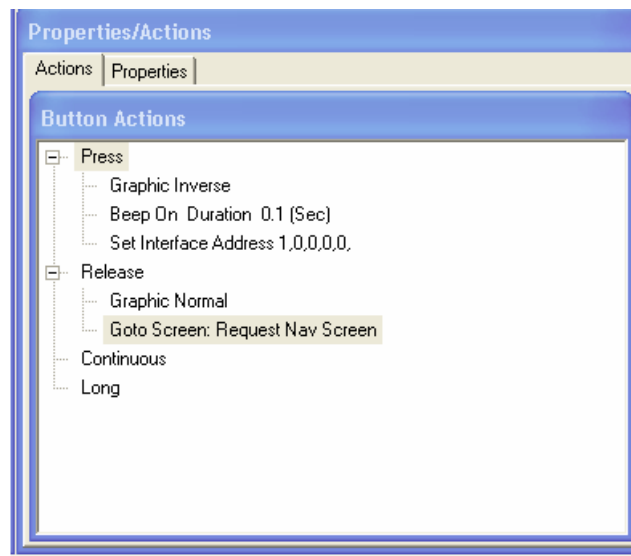 Properties/Actions
Actions Properties
Button Actions
Press
Graphic Inverse
Beep On Duration 0.1 (Sec)
Set Interface Address 1,0,0,0,0,
Release
Graphic Normal
Goto Screen: Request Nav Screen
Continuous
Long